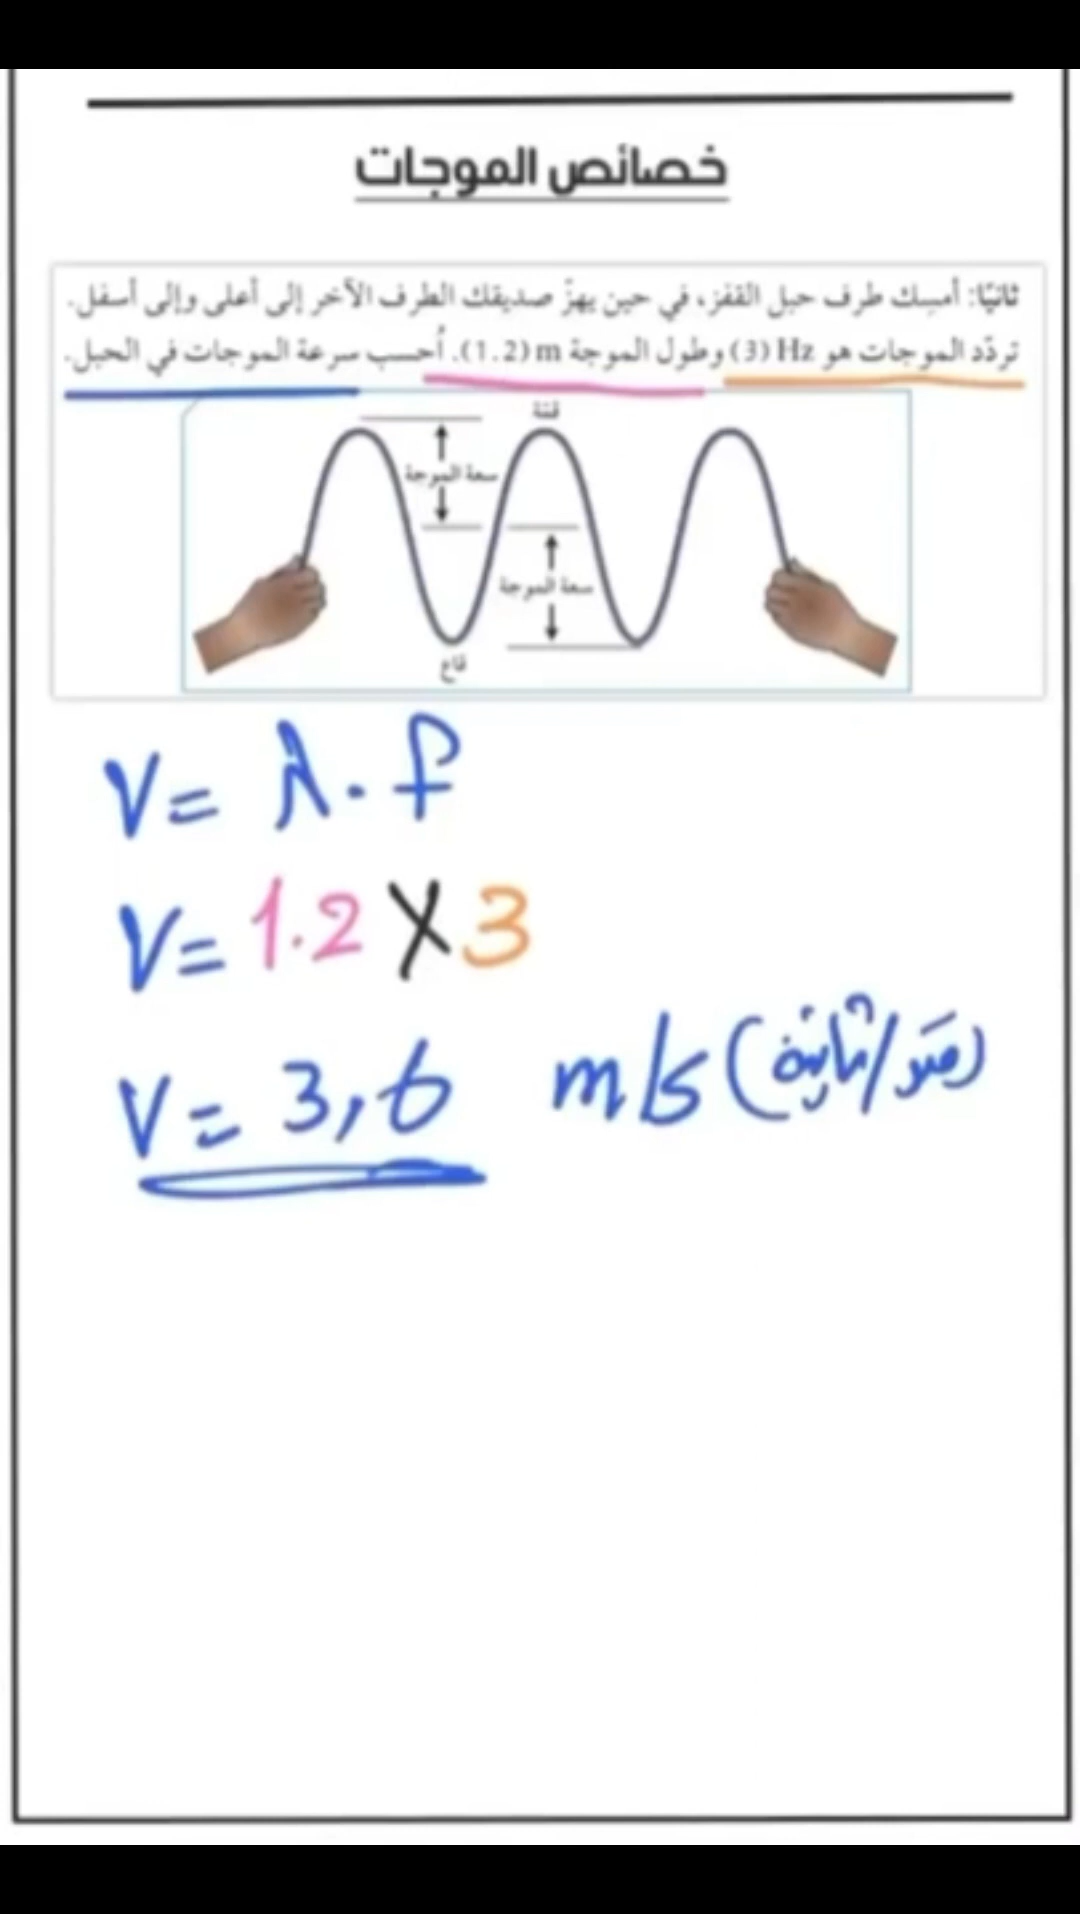 خصائص الموجات
ثانيًا: أمسك طرف حبل القفز، في حين يهزّ صديقك الطرف الآخر إلى أعلى وإلى أسفل.
تردّد الموجات هو Hz (3) وطول الموجة m (1.2). أحسب سرعة الموجات في الحبل.
قمة
سعة الموجة
سعة الموجة
قاع
V = λ . f
V = 1.2 X 3
V = 3,6 m/s (متر/ثانية)